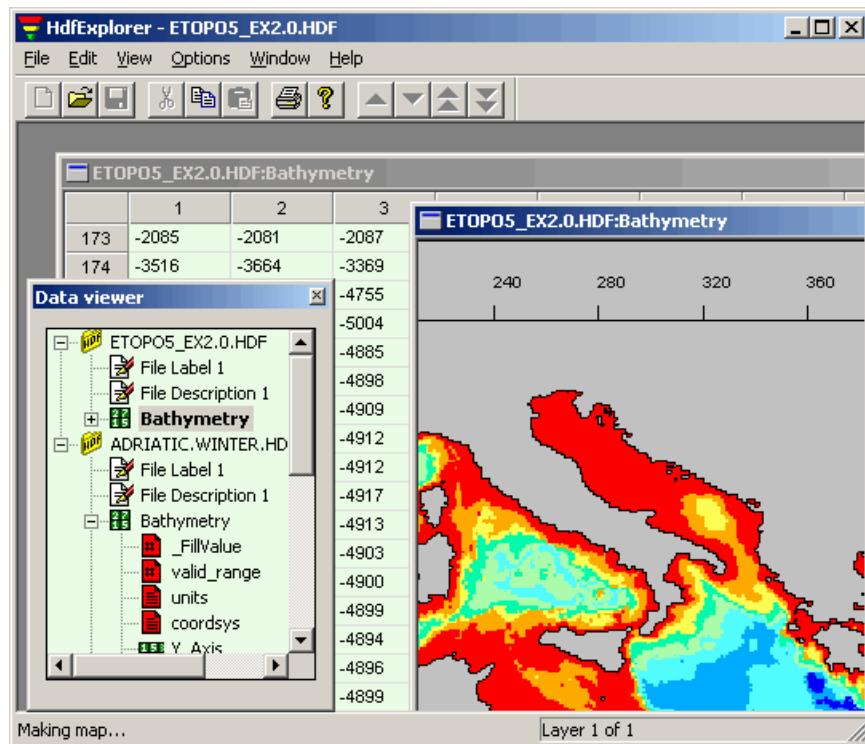 HdfExplorer - ETOPO5_EX2.0.HDF
File Edit View Options Window Help
ETOPO5_EX2.0.HDF:Bathymetry
1 2 3
173 -2085 -2081 -2087
174 -3516 -3664 -3369
-4755
-5004
-4885
-4898
-4909
-4912
-4912
-4917
-4913
-4903
-4900
-4899
-4894
-4896
-4899
Data viewer
ETOPO5_EX2.0.HDF
File Label 1
File Description 1
Bathymetry
ADRIATIC.WINTER.HD
File Label 1
File Description 1
Bathymetry
_FillValue
valid_range
units
coordsys
Y_Axis
ETOPO5_EX2.0.HDF:Bathymetry
240 280 320 360
Making map...
Layer 1 of 1